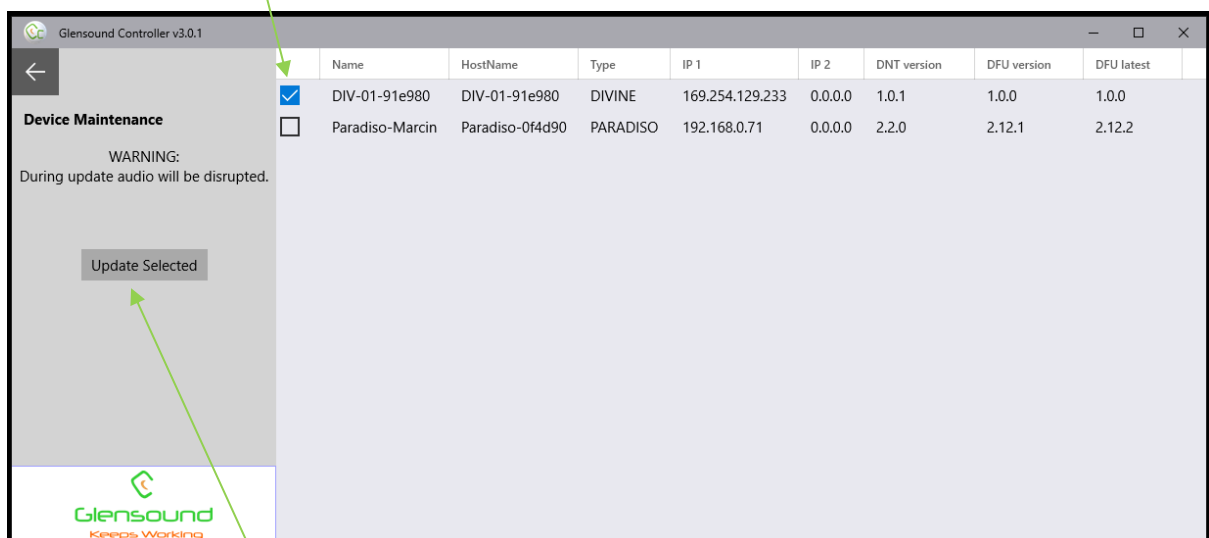 Glensound Controller v3.0.1
Name HostName Type IP 1 IP 2 DNT version DFU version DFU latest
DIV-01-91e980 DIV-01-91e980 DIVINE 169.254.129.233 0.0.0.0 1.0.1 1.0.0 1.0.0
Paradiso-Marcin Paradiso-0f4d90 PARADISO 192.168.0.71 0.0.0.0 2.2.0 2.12.1 2.12.2
Device Maintenance
WARNING:
During update audio will be disrupted.
Update Selected
Glensound
Keeps Working